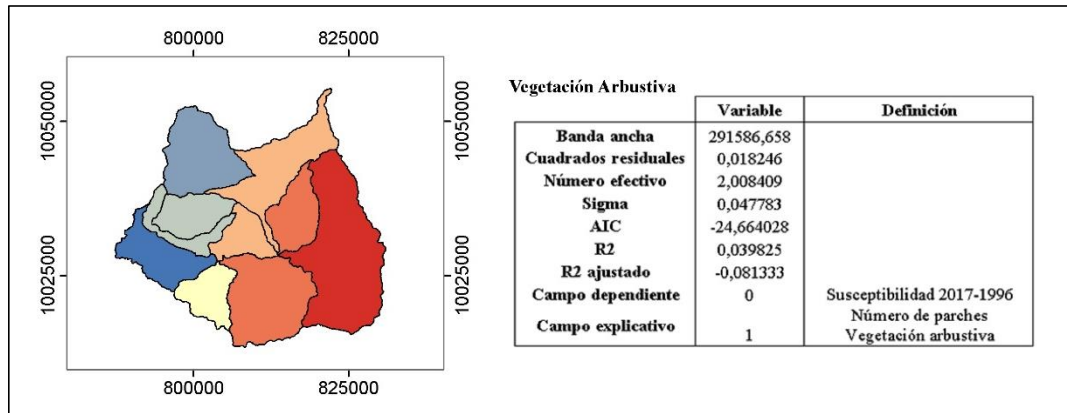 800000 825000
10050000 10050000
10025000 10025000
800000 825000
Vegetación Arbustiva
Variable Definición
Banda ancha 291586,658
Cuadrados residuales 0,018246
Número efectivo 2,008409
Sigma 0,047783
AIC -24,664028
R2 0,039825
R2 ajustado -0,081333
Campo dependiente 0 Susceptibilidad 2017-1996
Campo explicativo 1 Número de parches
Vegetación arbustiva